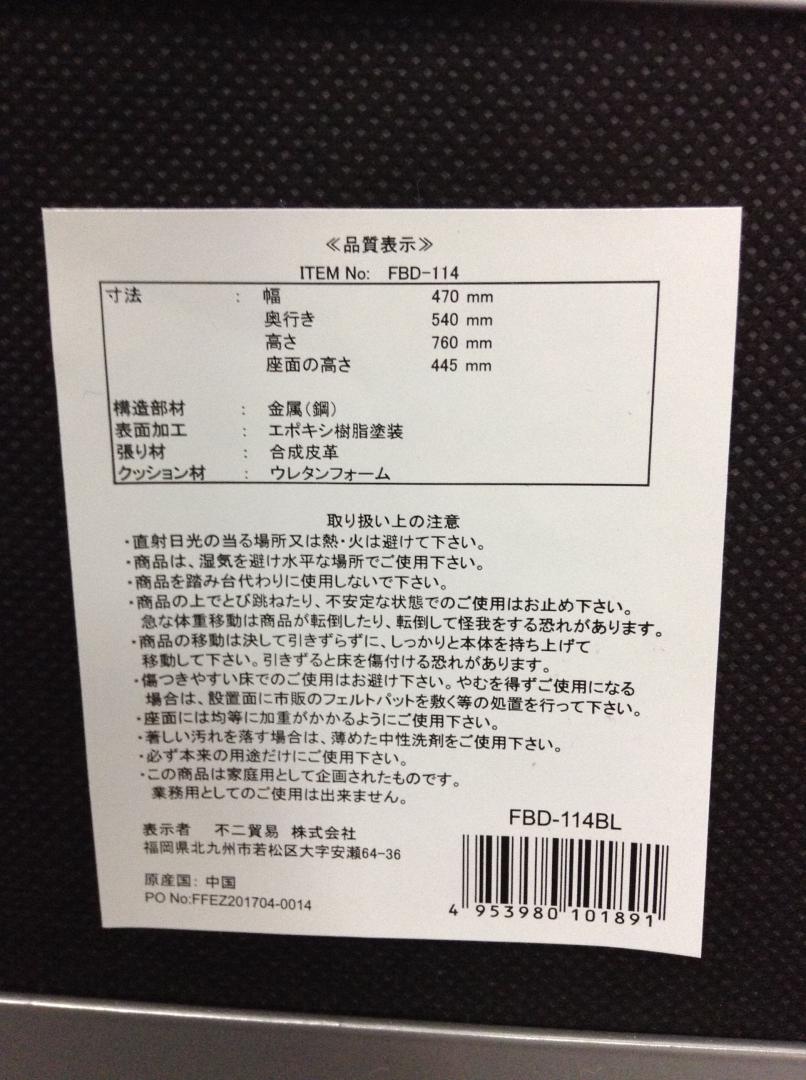 ≪品質表示≫
ITEM No: FBD-114
寸法 : 幅 470 mm
奥行き 540 mm
高さ 760 mm
座面の高さ 445 mm
構造部材 : 金属(鋼)
表面加工 : エポキシ樹脂塗装
張り材 : 合成皮革
クッション材 : ウレタンフォーム
取り扱い上の注意
・直射日光の当る場所又は熱・火は避けて下さい。
・商品は、湿気を避け水平な場所でご使用下さい。
・商品を踏み台代わりに使用しないで下さい。
・商品の上でとび跳ねたり、不安定な状態でのご使用はお止め下さい。
急な体重移動は商品が転倒したり、転倒して怪我をする恐れがあります。
・商品の移動は決して引きずらずに、しっかりと本体を持ち上げて
移動して下さい。引きずると床を傷付ける恐れがあります。
・傷つきやすい床でのご使用はお避け下さい。やむを得ずご使用になる
場合は、設置面に市販のフェルトパットを敷く等の処置を行って下さい。
・座面には均等に加重がかかるようにご使用下さい。
・著しい汚れを落す場合は、薄めた中性洗剤をご使用下さい。
・必ず本来の用途だけにご使用下さい。
・この商品は家庭用として企画されたものです。
業務用としてのご使用は出来ません。
表示者 不二貿易 株式会社
福岡県北九州市若松区大字安瀬64-36
原産国: 中国
PO No:FFEZ201704-0014
FBD-114BL
4 953980 101891